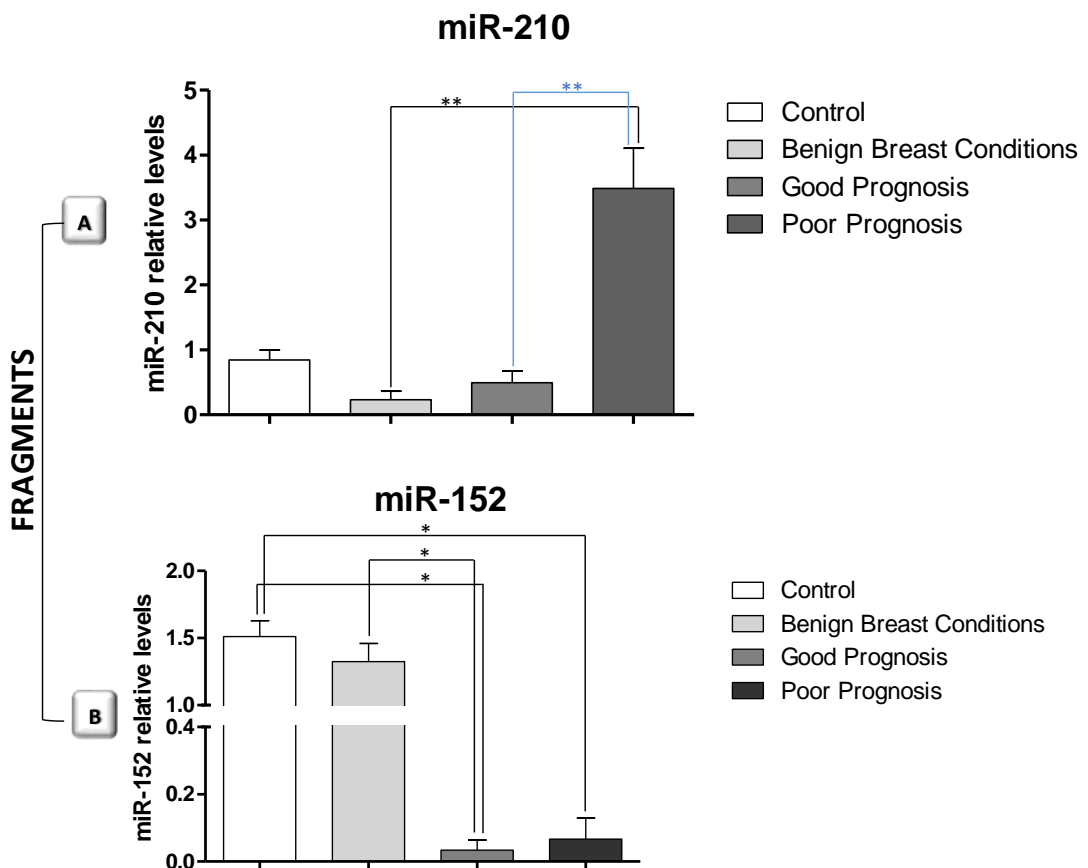 miR-210
**
**
5
4
3
2
1
0
miR-210 relative levels
Control
Benign Breast Conditions
Good Prognosis
Poor Prognosis
A
FRAGMENTS
B
miR-152
*
*
*
2.0
1.5
1.0
0.4
0.2
0.0
miR-152 relative levels
Control
Benign Breast Conditions
Good Prognosis
Poor Prognosis